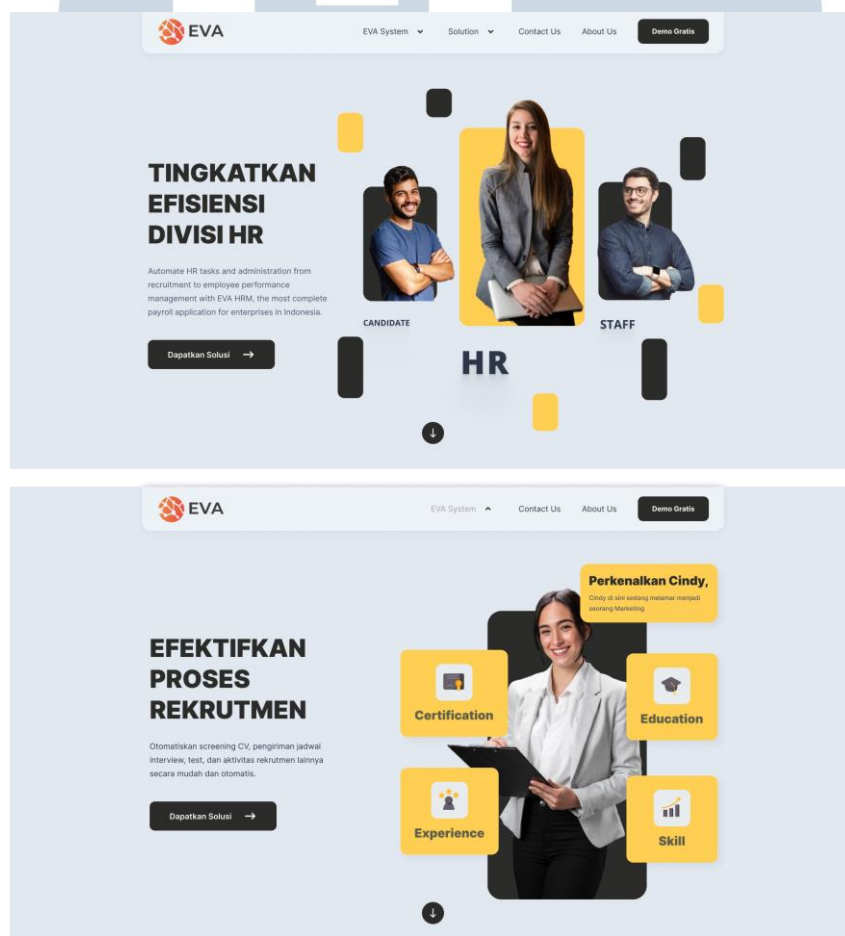 EVA
EVA System Solution Contact Us About Us Demo Gratis
TINGKATKAN
EFISIENSI
DIVISI HR
Automate HR tasks and administration from
recruitment to employee performance
management with EVA HRM, the most complete
payroll application for enterprises in Indonesia.
Dapatkan Solusi
CANDIDATE
HR
STAFF
EVA
EVA System Contact Us About Us Demo Gratis
EFEKTIFKAN
PROSES
REKRUTMEN
Otomatiskan screening CV, pengiriman jadwal
interview, test, dan aktivitas rekrutmen lainnya
secara mudah dan otomatis.
Dapatkan Solusi
Perkenalkan Cindy,
Cindy di sini sedang melamar menjadi
seorang Marketing
Certification
Education
Experience
Skill